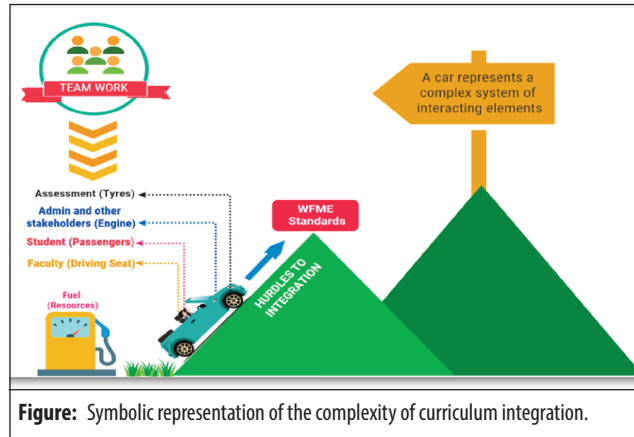 TEAM WORK
A car represents a
complex system of
interacting elements
Assessment (Tyres)
Admin and other
stakeholders (Engine)
Student (Passengers)
Faculty (Driving Seat)
WFME
Standards
HURDLES TO
INTEGRATION
Fuel
(Resources)
Figure: Symbolic representation of the complexity of curriculum integration.